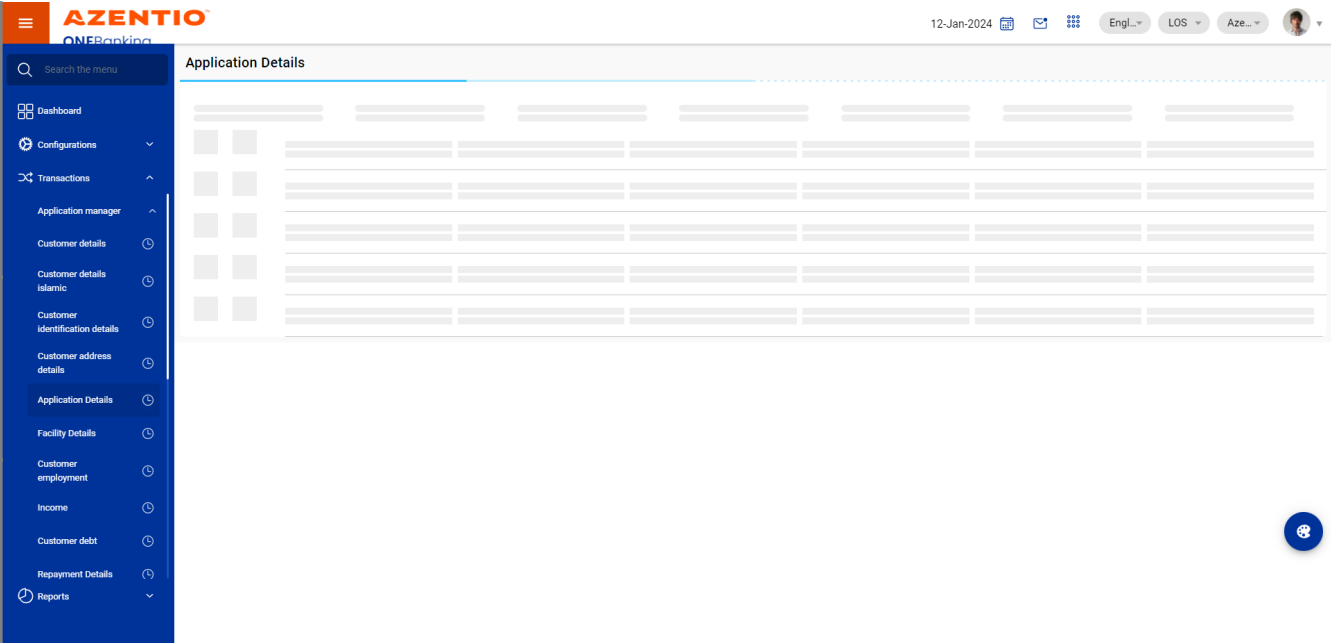 AZENTIO
ONEBanking
12-Jan-2024
Engl...
LOS
Aze...
Search the menu
Application Details
Dashboard
Configurations
Transactions
Application manager
Customer details
Customer details
islamic
Customer
identification details
Customer address
details
Application Details
Facility Details
Customer
employment
Income
Customer debt
Repayment Details
Reports